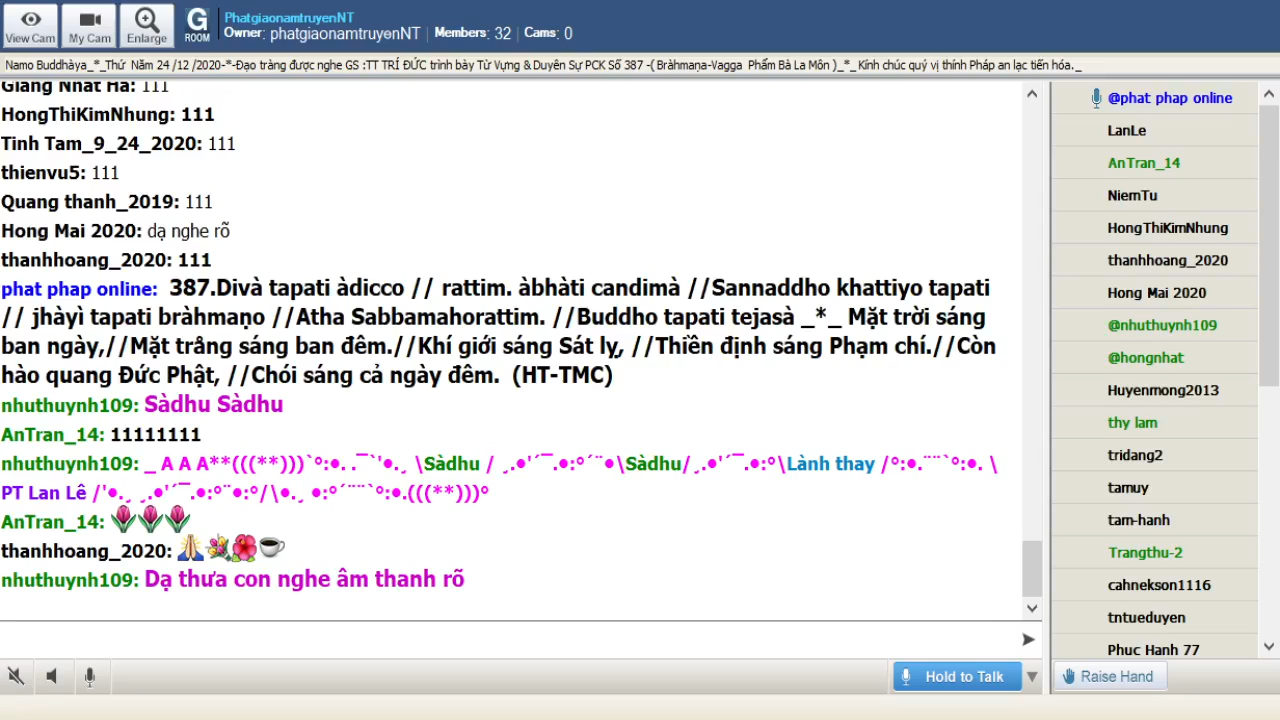 View Cam
My Cam
Enlarge
G
ROOM
PhatgiaonamtruyenNT
Owner: phatgiaonamtruyenNT | Members: 32 | Cams: 0
Namo Buddhàya_*_Thứ Năm 24 /12 /2020-*-Đạo tràng được nghe GS :TT TRÍ ĐỨC trình bày Từ Vựng & Duyên Sự PCK Số 387 -( Bràhmaṇa-Vagga Phẩm Bà La Môn )_*_ Kính chúc quý vị thính Pháp an lạc tiến hóa._
Giang Nhat Ha: 111
HongThiKimNhung: 111
Tinh Tam_9_24_2020: 111
thienvu5: 111
Quang thanh_2019: 111
Hong Mai 2020: dạ nghe rõ
thanhhoang_2020: 111
phat phap online: 387.Divà tapati àdicco // rattim. àbhàti candimà //Sannaddho khattiyo tapati
// jhàyì tapati bràhmaṇo //Atha Sabbamahorattim. //Buddho tapati tejasà _*_ Mặt trời sáng
ban ngày,//Mặt trăng sáng ban đêm.//Khí giới sáng Sát lỵ, //Thiền định sáng Phạm chí.//Còn
hào quang Đức Phật, //Chói sáng cả ngày đêm. (HT-TMC)
nhuthuynh109: Sàdhu Sàdhu
AnTran_14: 11111111
nhuthuynh109: _ A A A**(((**)))`°:•. .¯`'•.¸ \Sàdhu / ¸.•'´¯.•:°´¨•\Sàdhu/¸.•'´¯.•:°\Lành thay /°:•.¨¨`°:•. \
PT Lan Lê /'•.¸ ¸.•'´¯.•:°¨•:°/\•.¸ •:°´¨¨`°:•.(((**)))°
AnTran_14:
thanhhoang_2020:
nhuthuynh109: Dạ thưa con nghe âm thanh rõ
Hold to Talk
@phat phap online
LanLe
AnTran_14
NiemTu
HongThiKimNhung
thanhhoang_2020
Hong Mai 2020
@nhuthuynh109
@hongnhat
Huyenmong2013
thy lam
tridang2
tamuy
tam-hanh
Trangthu-2
cahnekson1116
tntueduyen
Phuc Hanh 77
Raise Hand